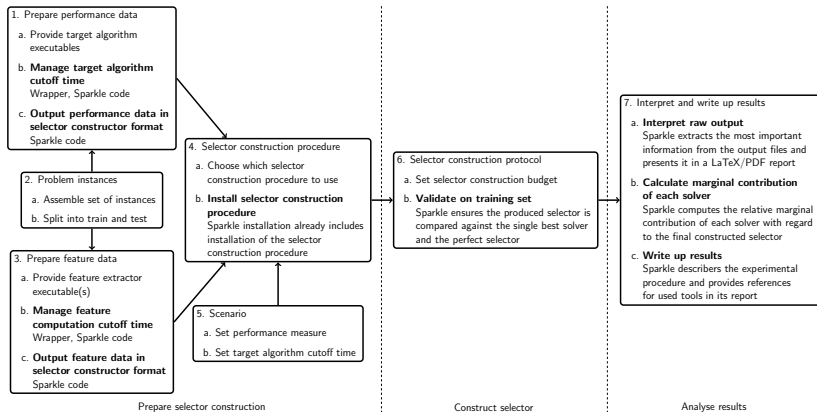 1. Prepare performance data
a. Provide target algorithm
executables
b. Manage target algorithm
cutoff time
Wrapper, Sparkle code
c. Output performance data in
selector constructor format
Sparkle code
2. Problem instances
a. Assemble set of instances
b. Split into train and test
3. Prepare feature data
a. Provide feature extractor
executable(s)
b. Manage feature
computation cutoff time
Wrapper, Sparkle code
c. Output feature data in
selector constructor format
Sparkle code
4. Selector construction procedure
a. Choose which selector
construction procedure to use
b. Install selector construction
procedure
Sparkle installation already includes
installation of the selector
construction procedure
5. Scenario
a. Set performance measure
b. Set target algorithm cutoff time
6. Selector construction protocol
a. Set selector construction budget
b. Validate on training set
Sparkle ensures the produced selector is
compared against the single best solver
and the perfect selector
7. Interpret and write up results
a. Interpret raw output
Sparkle extracts the most important
information from the output files and
presents it in a LaTeX/PDF report
b. Calculate marginal contribution
of each solver
Sparkle computes the relative marginal
contribution of each solver with regard
to the final constructed selector
c. Write up results
Sparkle describes the experimental
procedure and provides references
for used tools in its report
Prepare selector construction
Construct selector
Analyse results